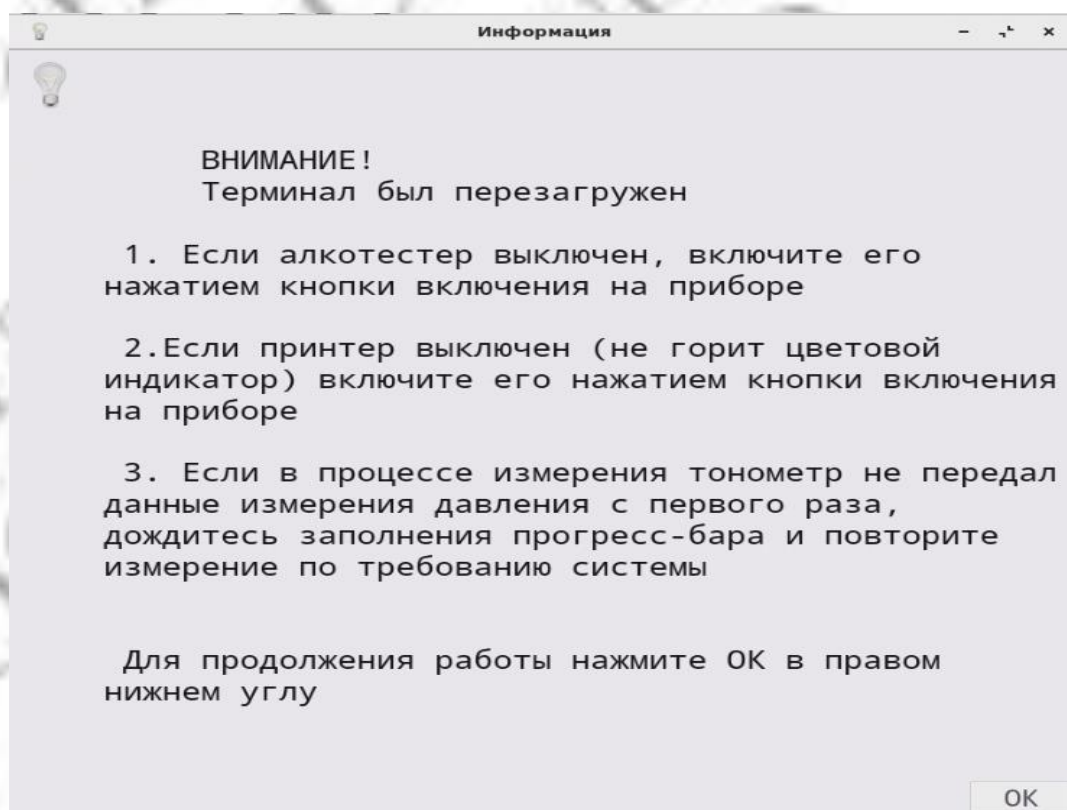 Информация
ВНИМАНИЕ!
Терминал был перезагружен
1. Если алкотестер выключен, включите его
нажатием кнопки включения на приборе
2.Если принтер выключен (не горит цветовой
индикатор) включите его нажатием кнопки включения
на приборе
3. Если в процессе измерения тонометр не передал
данные измерения давления с первого раза,
дождитесь заполнения прогресс-бара и повторите
измерение по требованию системы
Для продолжения работы нажмите ОК в правом
нижнем углу
ОК